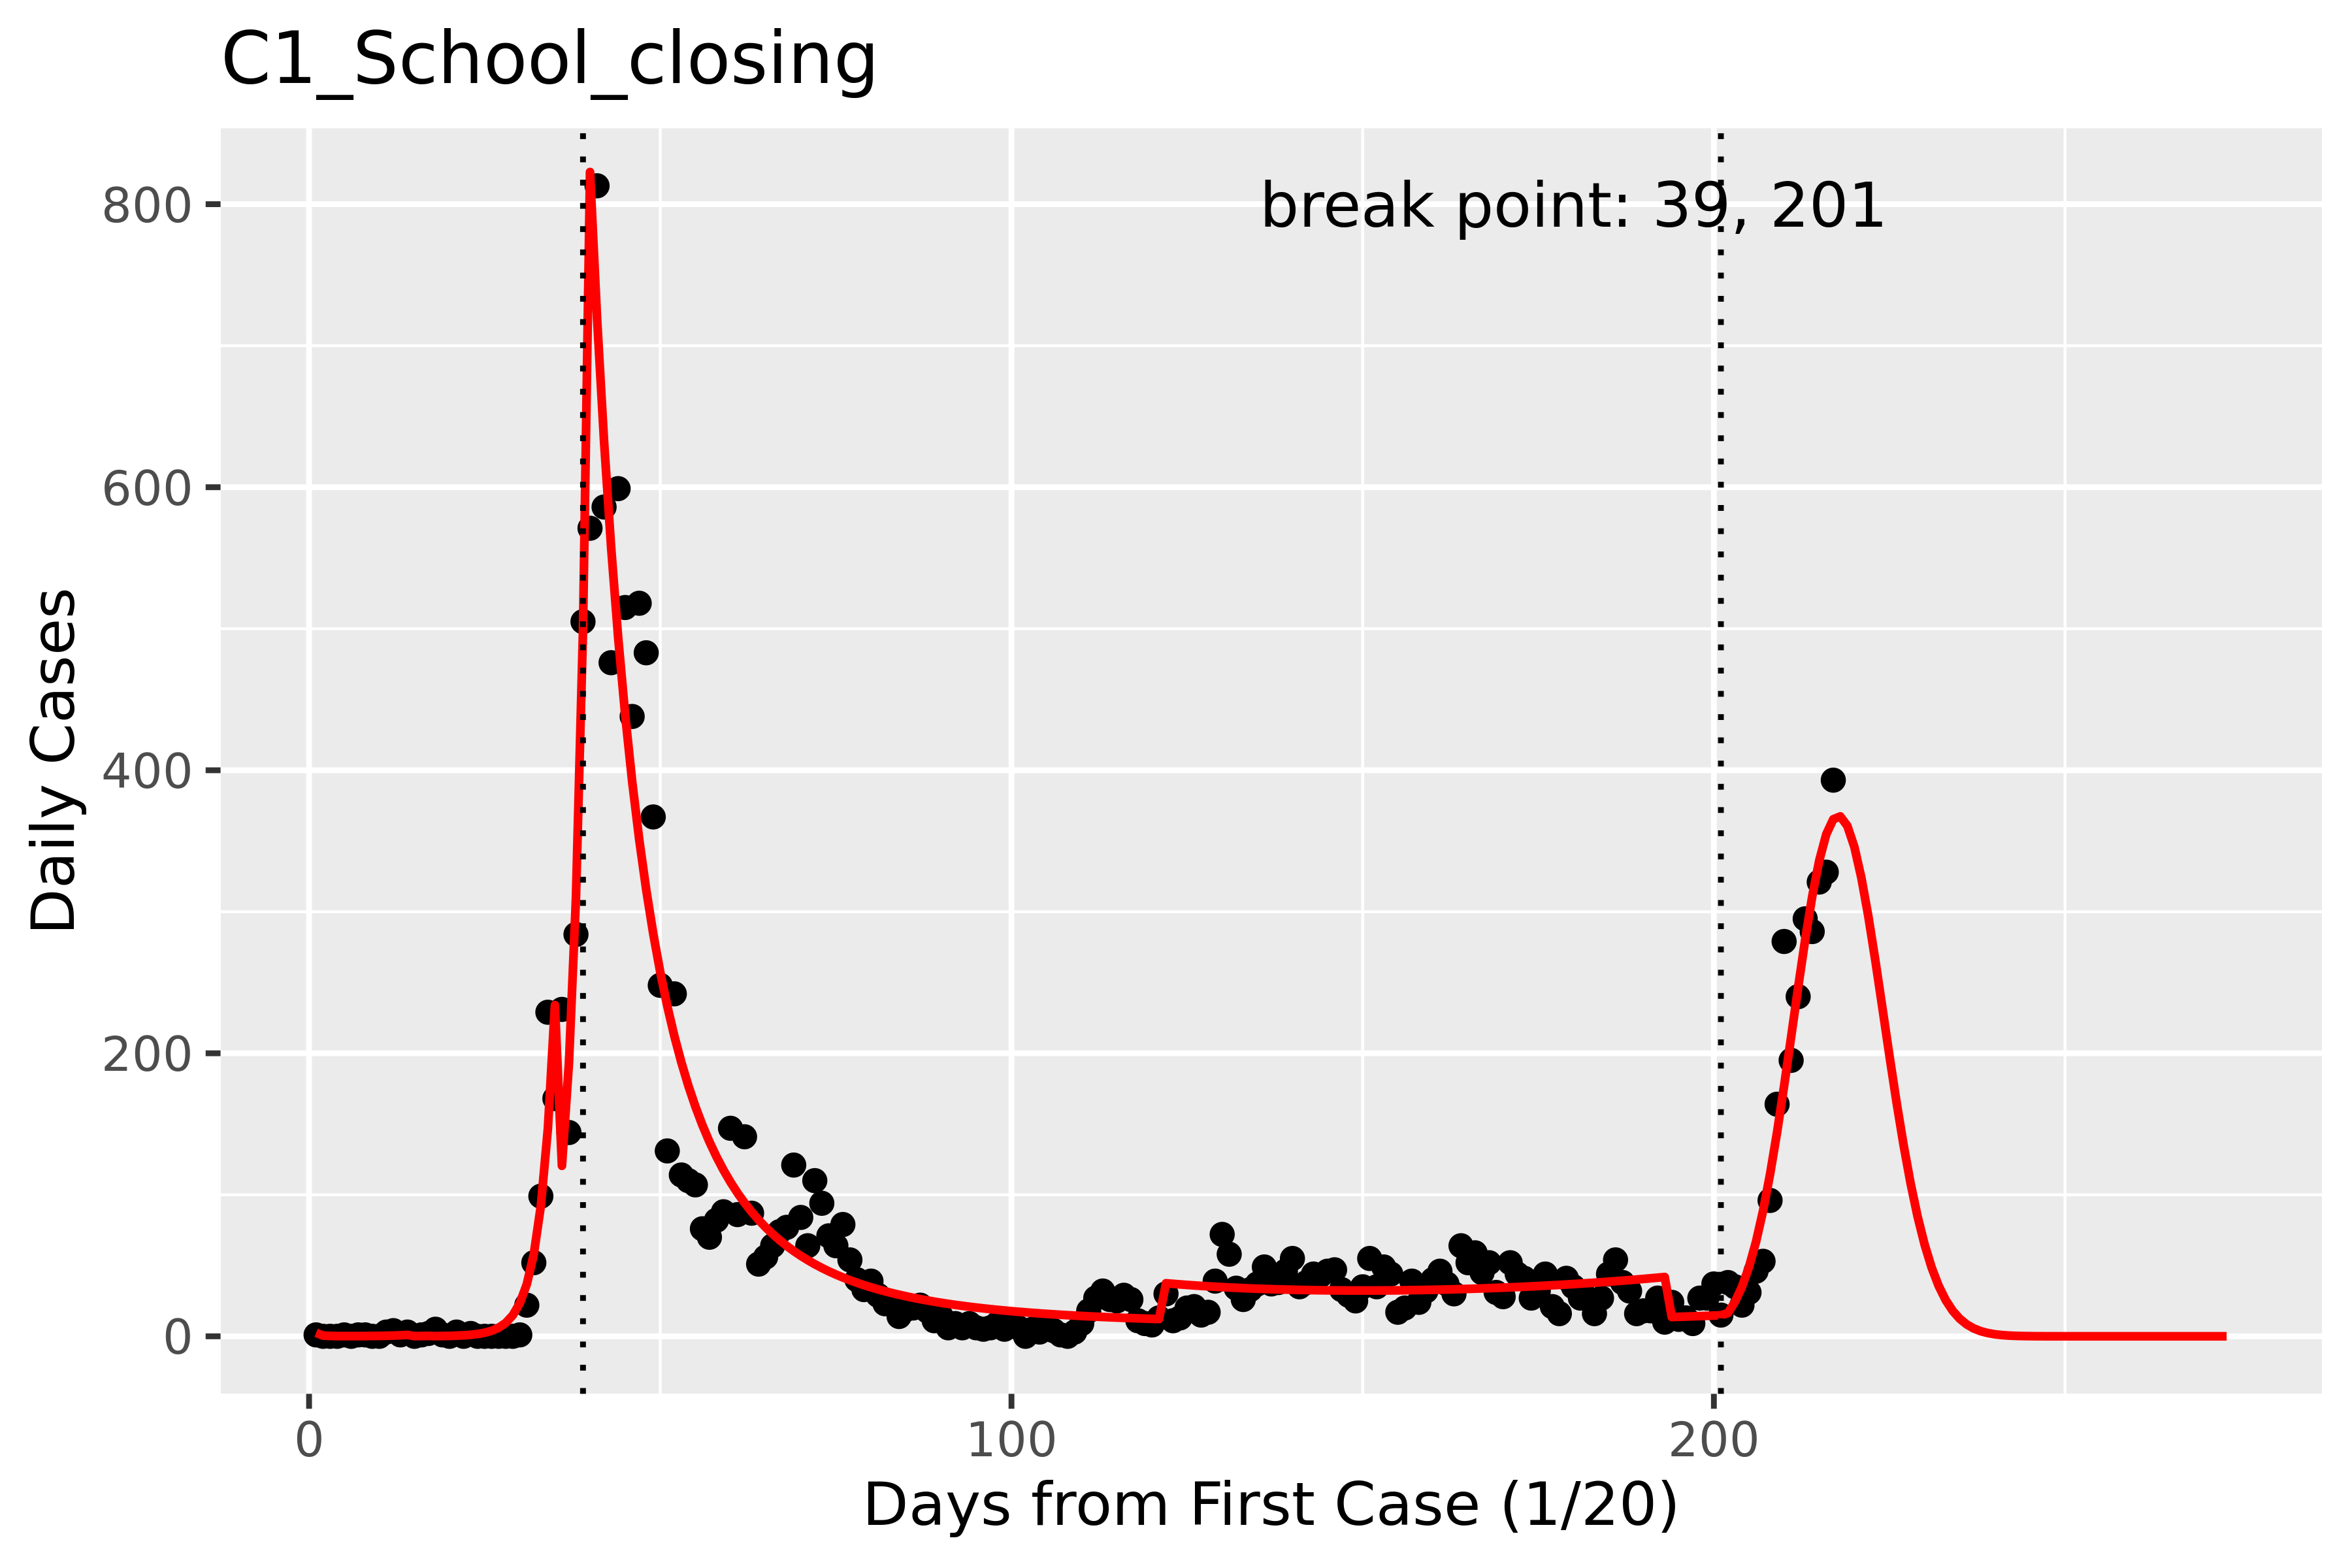 C1_School_closing
break point: 39, 201
800
600
400
200
0
Daily Cases
0
100
200
Days from First Case (1/20)